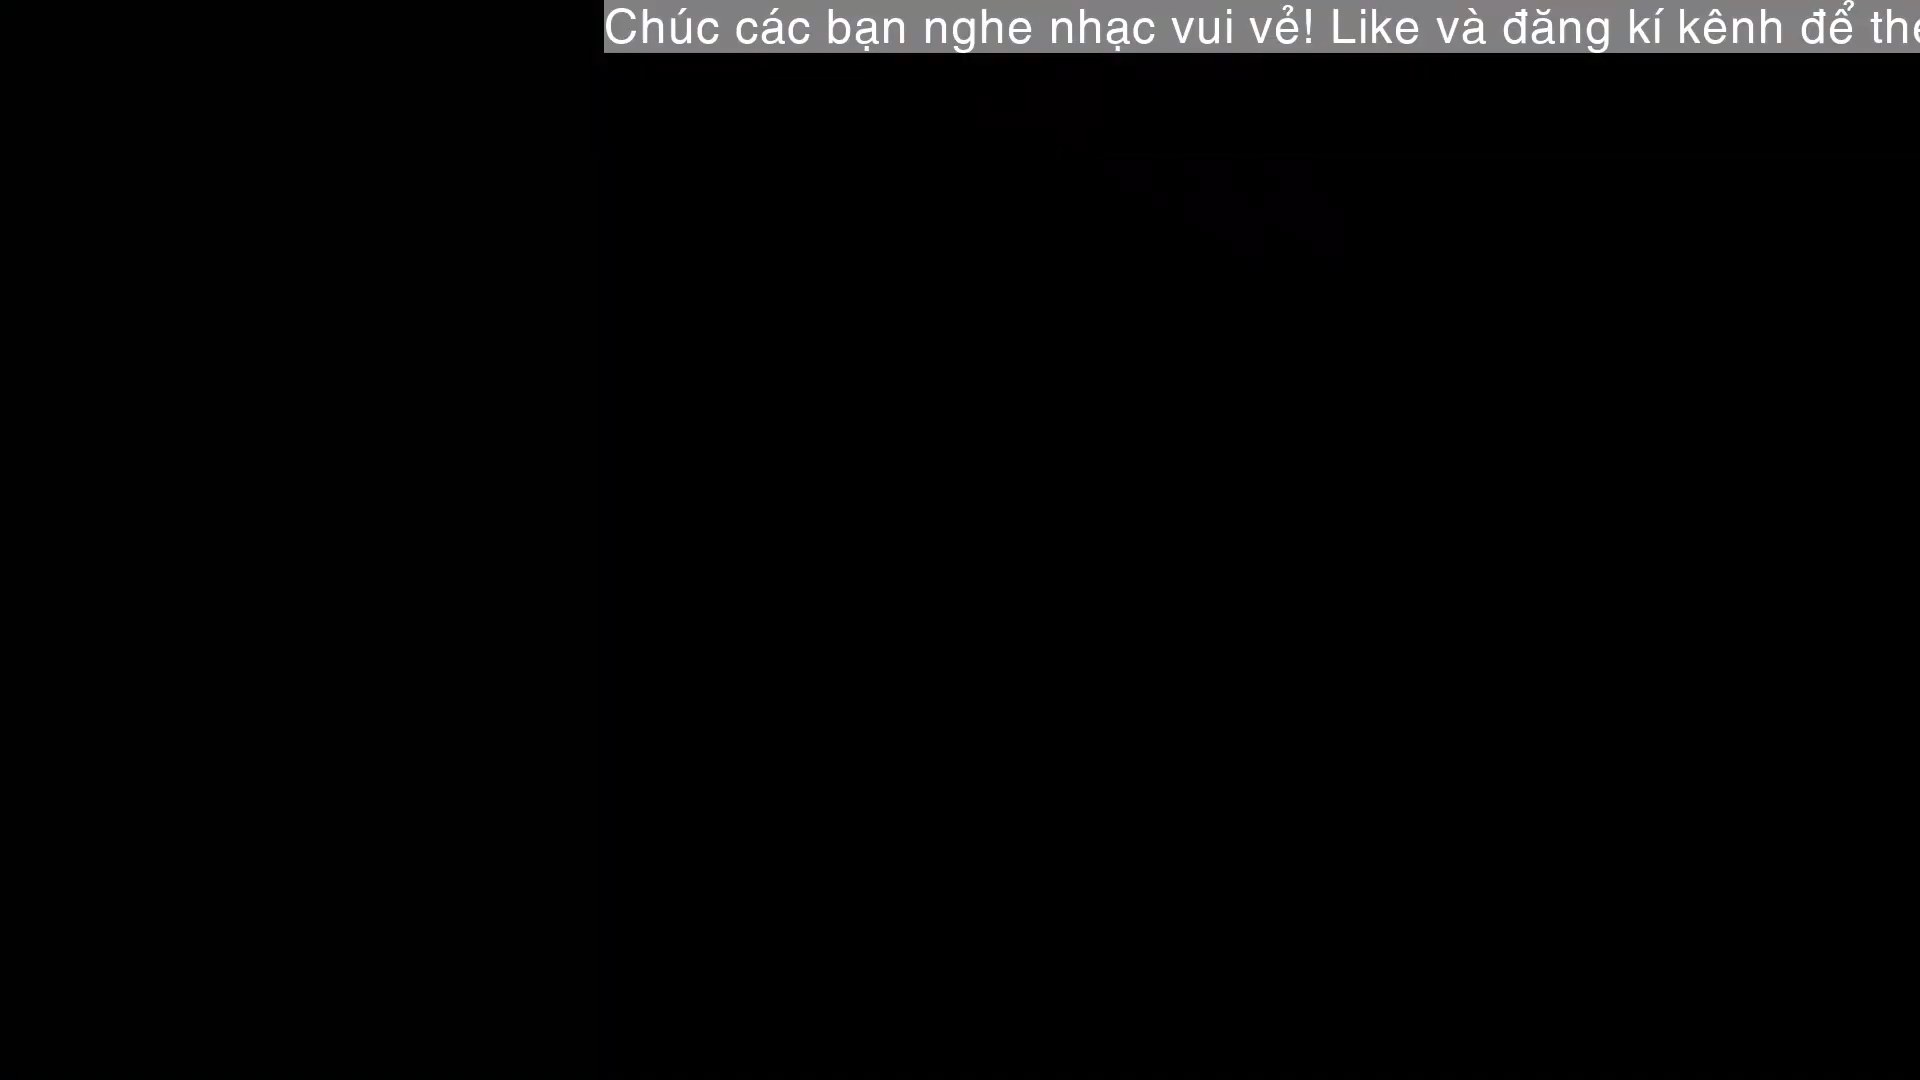 Chúc các bạn nghe nhạc vui vẻ! Like và đăng kí kênh để